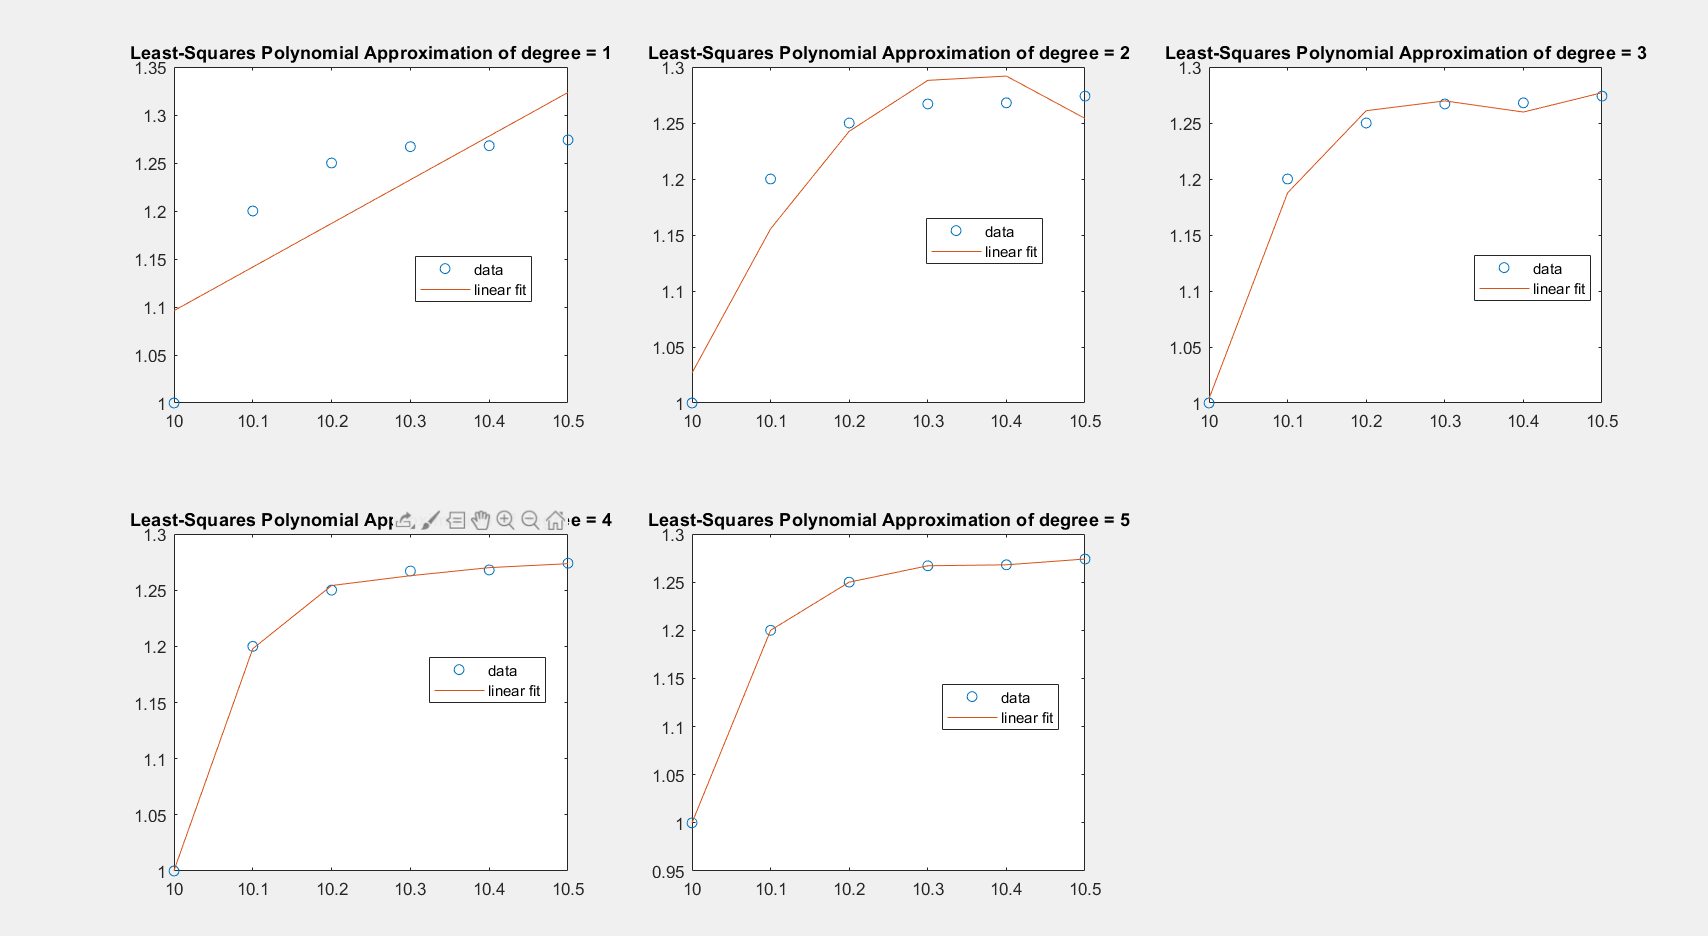 Least-Squares Polynomial Approximation of degree = 1
1.35
1.3
1.25
1.2
1.15
1.1
1.05
1
10 10.1 10.2 10.3 10.4 10.5
data
linear fit
Least-Squares Polynomial Approximation of degree = 2
1.3
1.25
1.2
1.15
1.1
1.05
1
10 10.1 10.2 10.3 10.4 10.5
data
linear fit
Least-Squares Polynomial Approximation of degree = 3
1.3
1.25
1.2
1.15
1.1
1.05
1
10 10.1 10.2 10.3 10.4 10.5
data
linear fit
Least-Squares Polynomial App e = 4
1.3
1.25
1.2
1.15
1.1
1.05
1
10 10.1 10.2 10.3 10.4 10.5
data
linear fit
Least-Squares Polynomial Approximation of degree = 5
1.3
1.25
1.2
1.15
1.1
1.05
1
0.95
10 10.1 10.2 10.3 10.4 10.5
data
linear fit